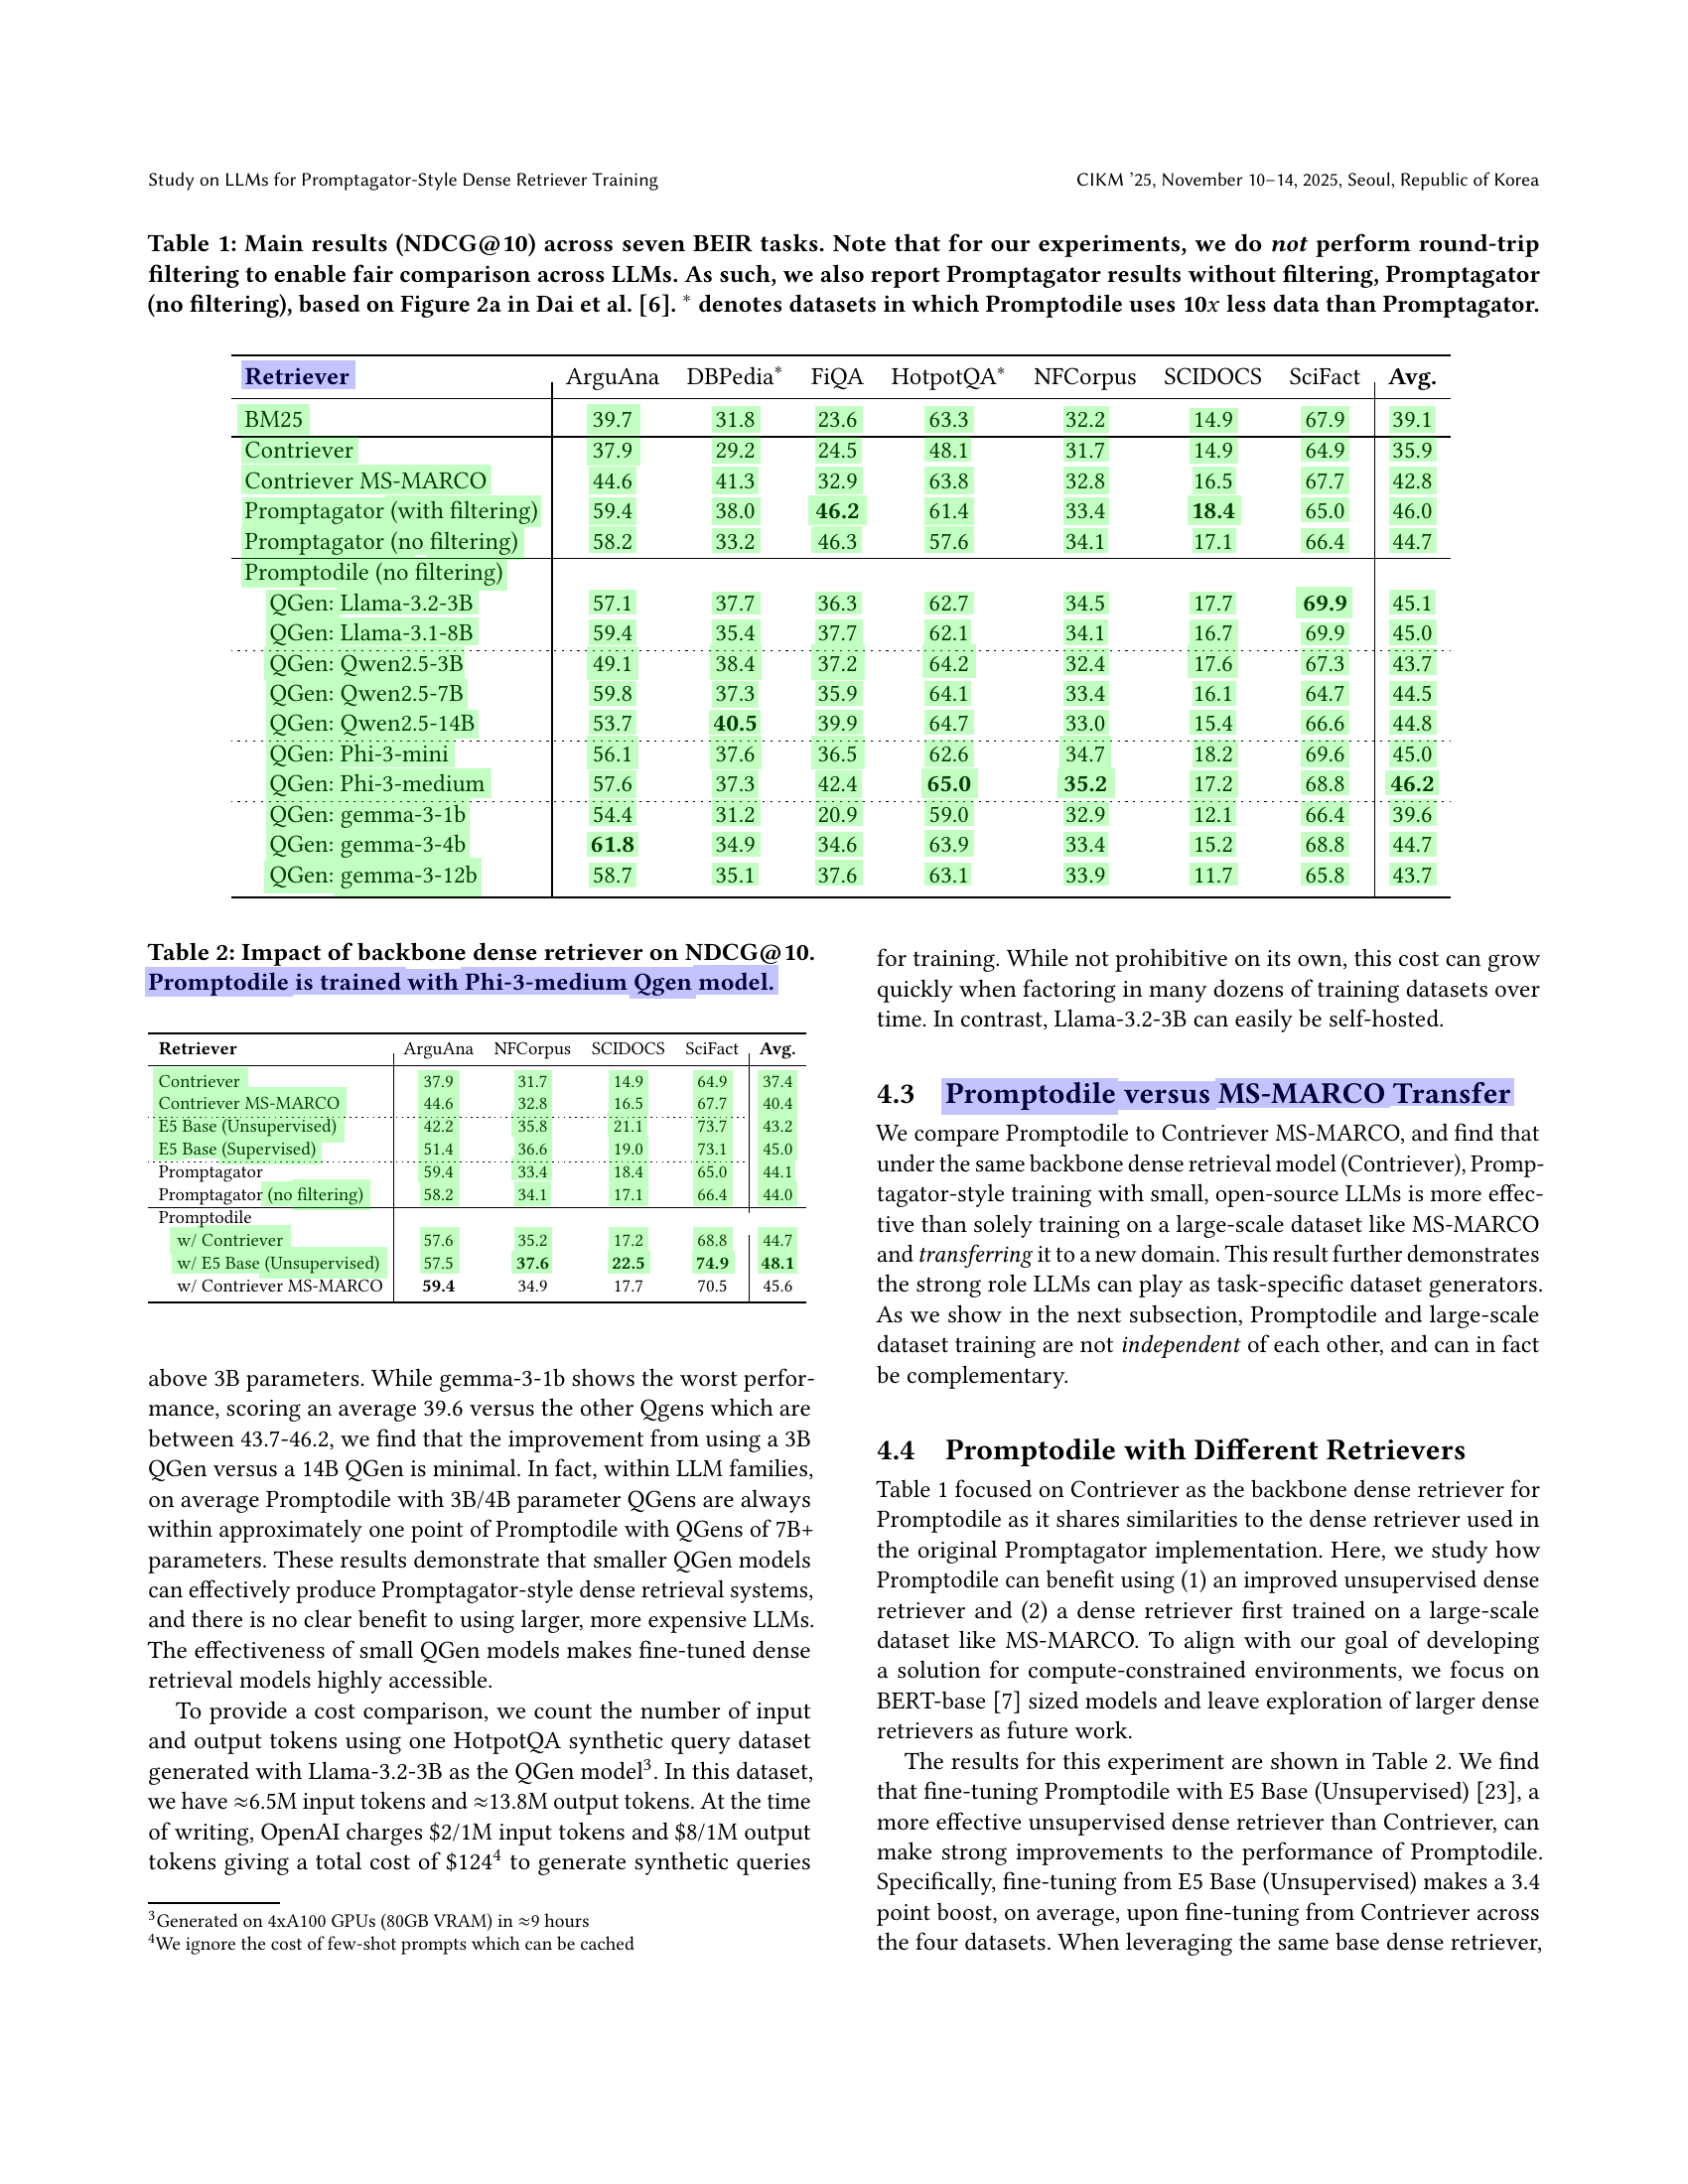 Study on LLMs for Promptagator-Style Dense Retriever Training
CIKM ’25, November 10–14, 2025, Seoul, Republic of Korea
Table 1: Main results (NDCG@10) across seven BEIR tasks. Note that for our experiments, we do not perform round-trip
filtering to enable fair comparison across LLMs. As such, we also report Promptagator results without filtering, Promptagator
(no filtering), based on Figure 2a in Dai et al. [6]. * denotes datasets in which Promptodile uses 10x less data than Promptagator.
Retriever ArguAna DBPedia* FiQA HotpotQA* NFCorpus SCIDOCS SciFact Avg.
BM25 39.7 31.8 23.6 63.3 32.2 14.9 67.9 39.1
Contriever 37.9 29.2 24.5 48.1 31.7 14.9 64.9 35.9
Contriever MS-MARCO 44.6 41.3 32.9 63.8 32.8 16.5 67.7 42.8
Promptagator (with filtering) 59.4 38.0 46.2 61.4 33.4 18.4 65.0 46.0
Promptagator (no filtering) 58.2 33.2 46.3 57.6 34.1 17.1 66.4 44.7
Promptodile (no filtering)
QGen: Llama-3.2-3B 57.1 37.7 36.3 62.7 34.5 17.7 69.9 45.1
QGen: Llama-3.1-8B 59.4 35.4 37.7 62.1 34.1 16.7 69.9 45.0
QGen: Qwen2.5-3B 49.1 38.4 37.2 64.2 32.4 17.6 67.3 43.7
QGen: Qwen2.5-7B 59.8 37.3 35.9 64.1 33.4 16.1 64.7 44.5
QGen: Qwen2.5-14B 53.7 40.5 39.9 64.7 33.0 15.4 66.6 44.8
QGen: Phi-3-mini 56.1 37.6 36.5 62.6 34.7 18.2 69.6 45.0
QGen: Phi-3-medium 57.6 37.3 42.4 65.0 35.2 17.2 68.8 46.2
QGen: gemma-3-1b 54.4 31.2 20.9 59.0 32.9 12.1 66.4 39.6
QGen: gemma-3-4b 61.8 34.9 34.6 63.9 33.4 15.2 68.8 44.7
QGen: gemma-3-12b 58.7 35.1 37.6 63.1 33.9 11.7 65.8 43.7
Table 2: Impact of backbone dense retriever on NDCG@10.
Promptodile is trained with Phi-3-medium Qgen model.
Retriever ArguAna NFCorpus SCIDOCS SciFact Avg.
Contriever 37.9 31.7 14.9 64.9 37.4
Contriever MS-MARCO 44.6 32.8 16.5 67.7 40.4
E5 Base (Unsupervised) 42.2 35.8 21.1 73.7 43.2
E5 Base (Supervised) 51.4 36.6 19.0 73.1 45.0
Promptagator 59.4 33.4 18.4 65.0 44.1
Promptagator (no filtering) 58.2 34.1 17.1 66.4 44.0
Promptodile
w/ Contriever 57.6 35.2 17.2 68.8 44.7
w/ E5 Base (Unsupervised) 57.5 37.6 22.5 74.9 48.1
w/ Contriever MS-MARCO 59.4 34.9 17.7 70.5 45.6
above 3B parameters. While gemma-3-1b shows the worst perfor-
mance, scoring an average 39.6 versus the other Qgens which are
between 43.7-46.2, we find that the improvement from using a 3B
QGen versus a 14B QGen is minimal. In fact, within LLM families,
on average Promptodile with 3B/4B parameter QGens are always
within approximately one point of Promptodile with QGens of 7B+
parameters. These results demonstrate that smaller QGen models
can effectively produce Promptagator-style dense retrieval systems,
and there is no clear benefit to using larger, more expensive LLMs.
The effectiveness of small QGen models makes fine-tuned dense
retrieval models highly accessible.
To provide a cost comparison, we count the number of input
and output tokens using one HotpotQA synthetic query dataset
generated with Llama-3.2-3B as the QGen model³. In this dataset,
we have ≈6.5M input tokens and ≈13.8M output tokens. At the time
of writing, OpenAI charges $2/1M input tokens and $8/1M output
tokens giving a total cost of $124⁴ to generate synthetic queries
³Generated on 4xA100 GPUs (80GB VRAM) in ≈9 hours
⁴We ignore the cost of few-shot prompts which can be cached
for training. While not prohibitive on its own, this cost can grow
quickly when factoring in many dozens of training datasets over
time. In contrast, Llama-3.2-3B can easily be self-hosted.
4.3 Promptodile versus MS-MARCO Transfer
We compare Promptodile to Contriever MS-MARCO, and find that
under the same backbone dense retrieval model (Contriever), Promp-
tagator-style training with small, open-source LLMs is more effec-
tive than solely training on a large-scale dataset like MS-MARCO
and transferring it to a new domain. This result further demonstrates
the strong role LLMs can play as task-specific dataset generators.
As we show in the next subsection, Promptodile and large-scale
dataset training are not independent of each other, and can in fact
be complementary.
4.4 Promptodile with Different Retrievers
Table 1 focused on Contriever as the backbone dense retriever for
Promptodile as it shares similarities to the dense retriever used in
the original Promptagator implementation. Here, we study how
Promptodile can benefit using (1) an improved unsupervised dense
retriever and (2) a dense retriever first trained on a large-scale
dataset like MS-MARCO. To align with our goal of developing
a solution for compute-constrained environments, we focus on
BERT-base [7] sized models and leave exploration of larger dense
retrievers as future work.
The results for this experiment are shown in Table 2. We find
that fine-tuning Promptodile with E5 Base (Unsupervised) [23], a
more effective unsupervised dense retriever than Contriever, can
make strong improvements to the performance of Promptodile.
Specifically, fine-tuning from E5 Base (Unsupervised) makes a 3.4
point boost, on average, upon fine-tuning from Contriever across
the four datasets. When leveraging the same base dense retriever,